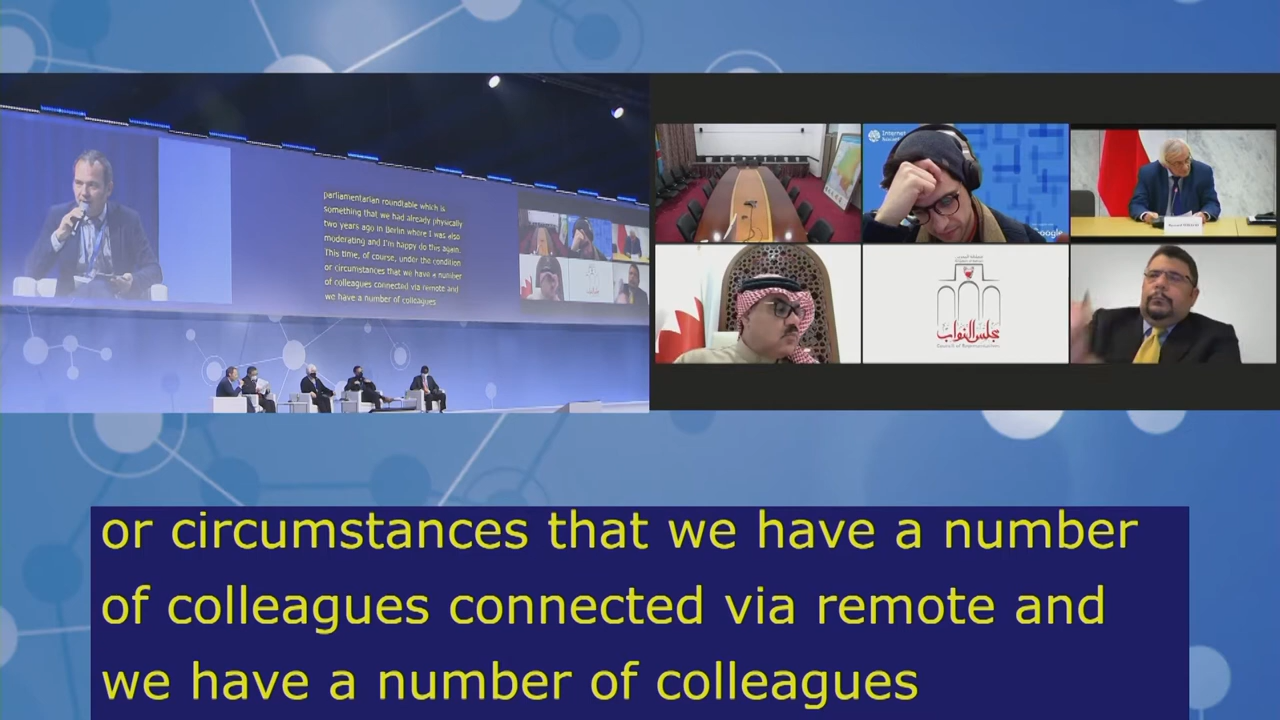 parliamentarian roundtable which is
something that we had already physically
two years ago in Berlin where I was also
moderating and I'm happy do this again.
This time, of course, under the condition
or circumstances that we have a number
of colleagues connected via remote and
we have a number of colleagues
Internet
Google
مجلس النواب
Council of Representatives
or circumstances that we have a number
of colleagues connected via remote and
we have a number of colleagues